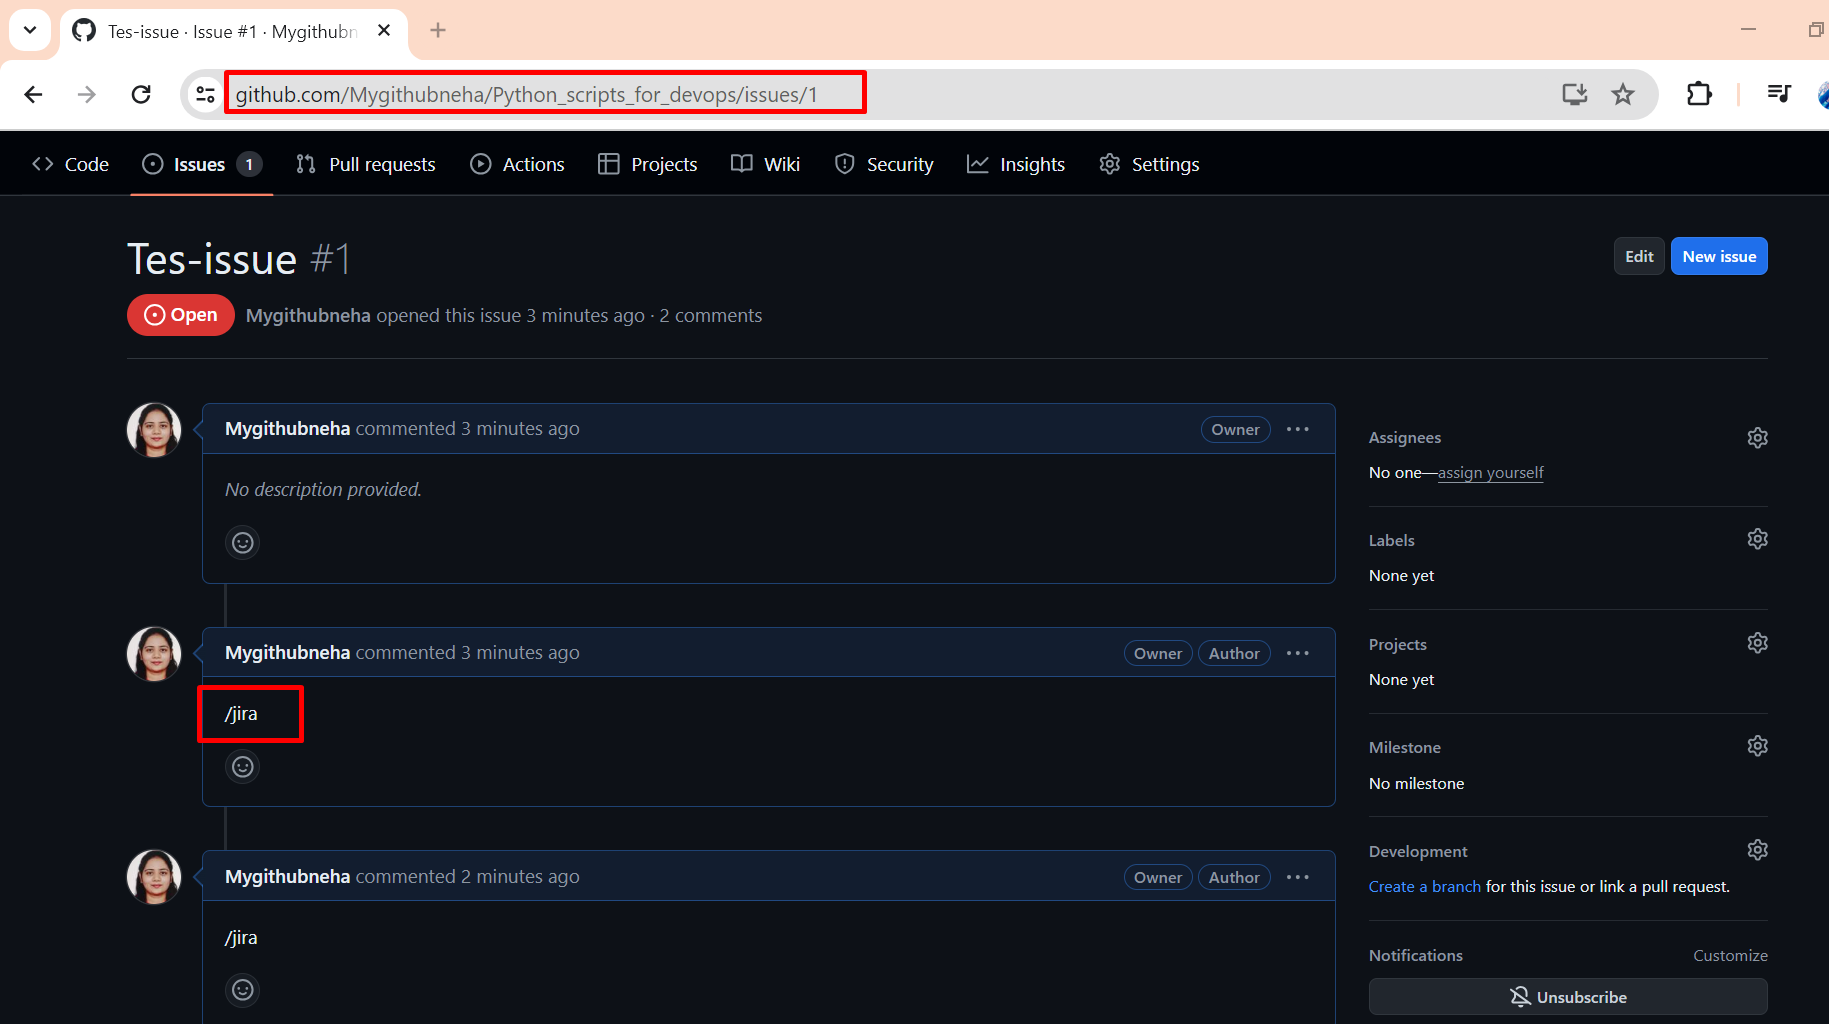 Tes-issue · Issue #1 · Mygithubn
github.com/Mygithubneha/Python_scripts_for_devops/issues/1
Code Issues 1 Pull requests Actions Projects Wiki Security Insights Settings
Tes-issue #1
Edit New issue
Open Mygithubneha opened this issue 3 minutes ago · 2 comments
Mygithubneha commented 3 minutes ago Owner
No description provided.
Mygithubneha commented 3 minutes ago Owner Author
/jira
Mygithubneha commented 2 minutes ago Owner Author
/jira
Assignees
No one—assign yourself
Labels
None yet
Projects
None yet
Milestone
No milestone
Development
Create a branch for this issue or link a pull request.
Notifications Customize
Unsubscribe